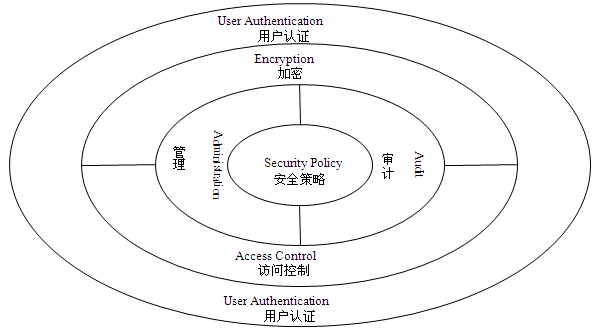 User Authentication
用户认证
Encryption
加密
管理
Administration
Security Policy
安全策略
审计
Audit
Access Control
访问控制
User Authentication
用户认证